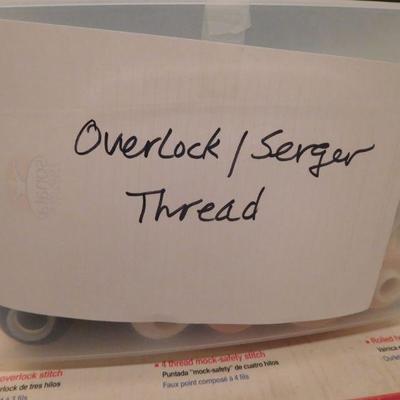 Overlock / Serger
Thread
overlock stitch
rlock de tres hilos
4 thread mock-safety stitch
Puntada "mock-safety" de cuatro hilos
Faux point composé à 4 fils
Rolled h